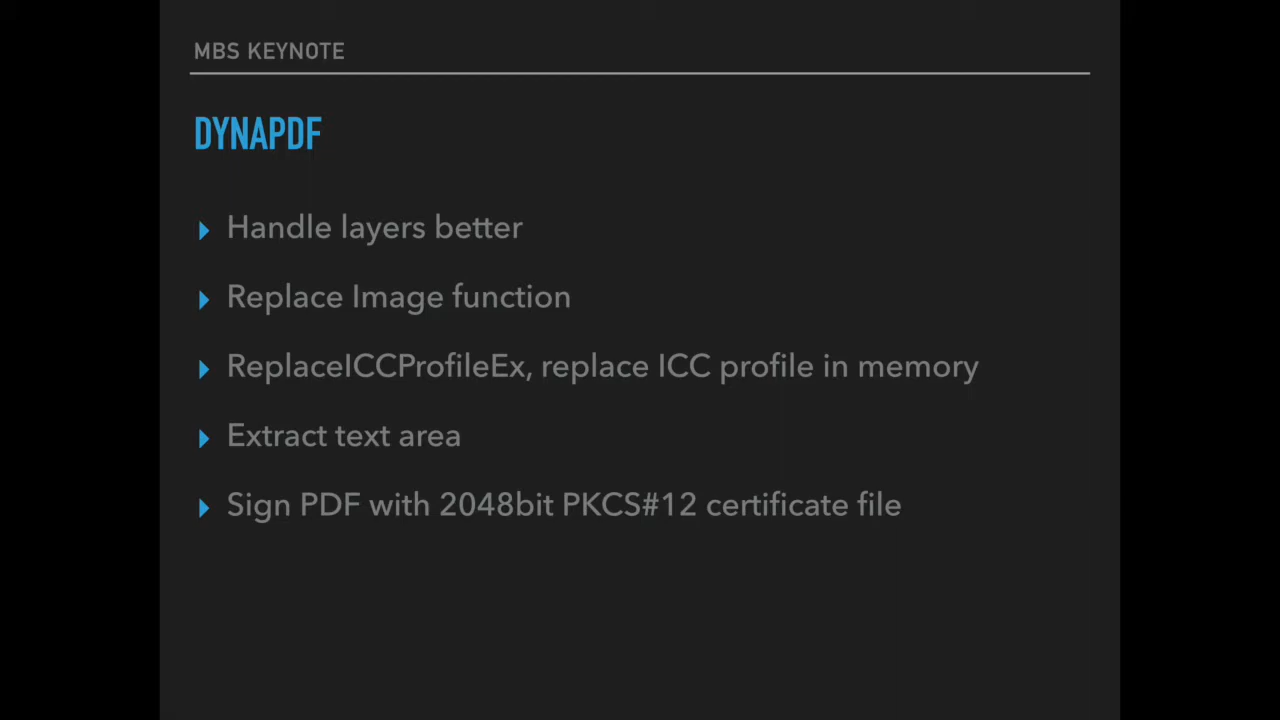 MBS KEYNOTE
DYNAPDF
Handle layers better
Replace Image function
ReplaceICCProfileEx, replace ICC profile in memory
Extract text area
Sign PDF with 2048bit PKCS#12 certificate file